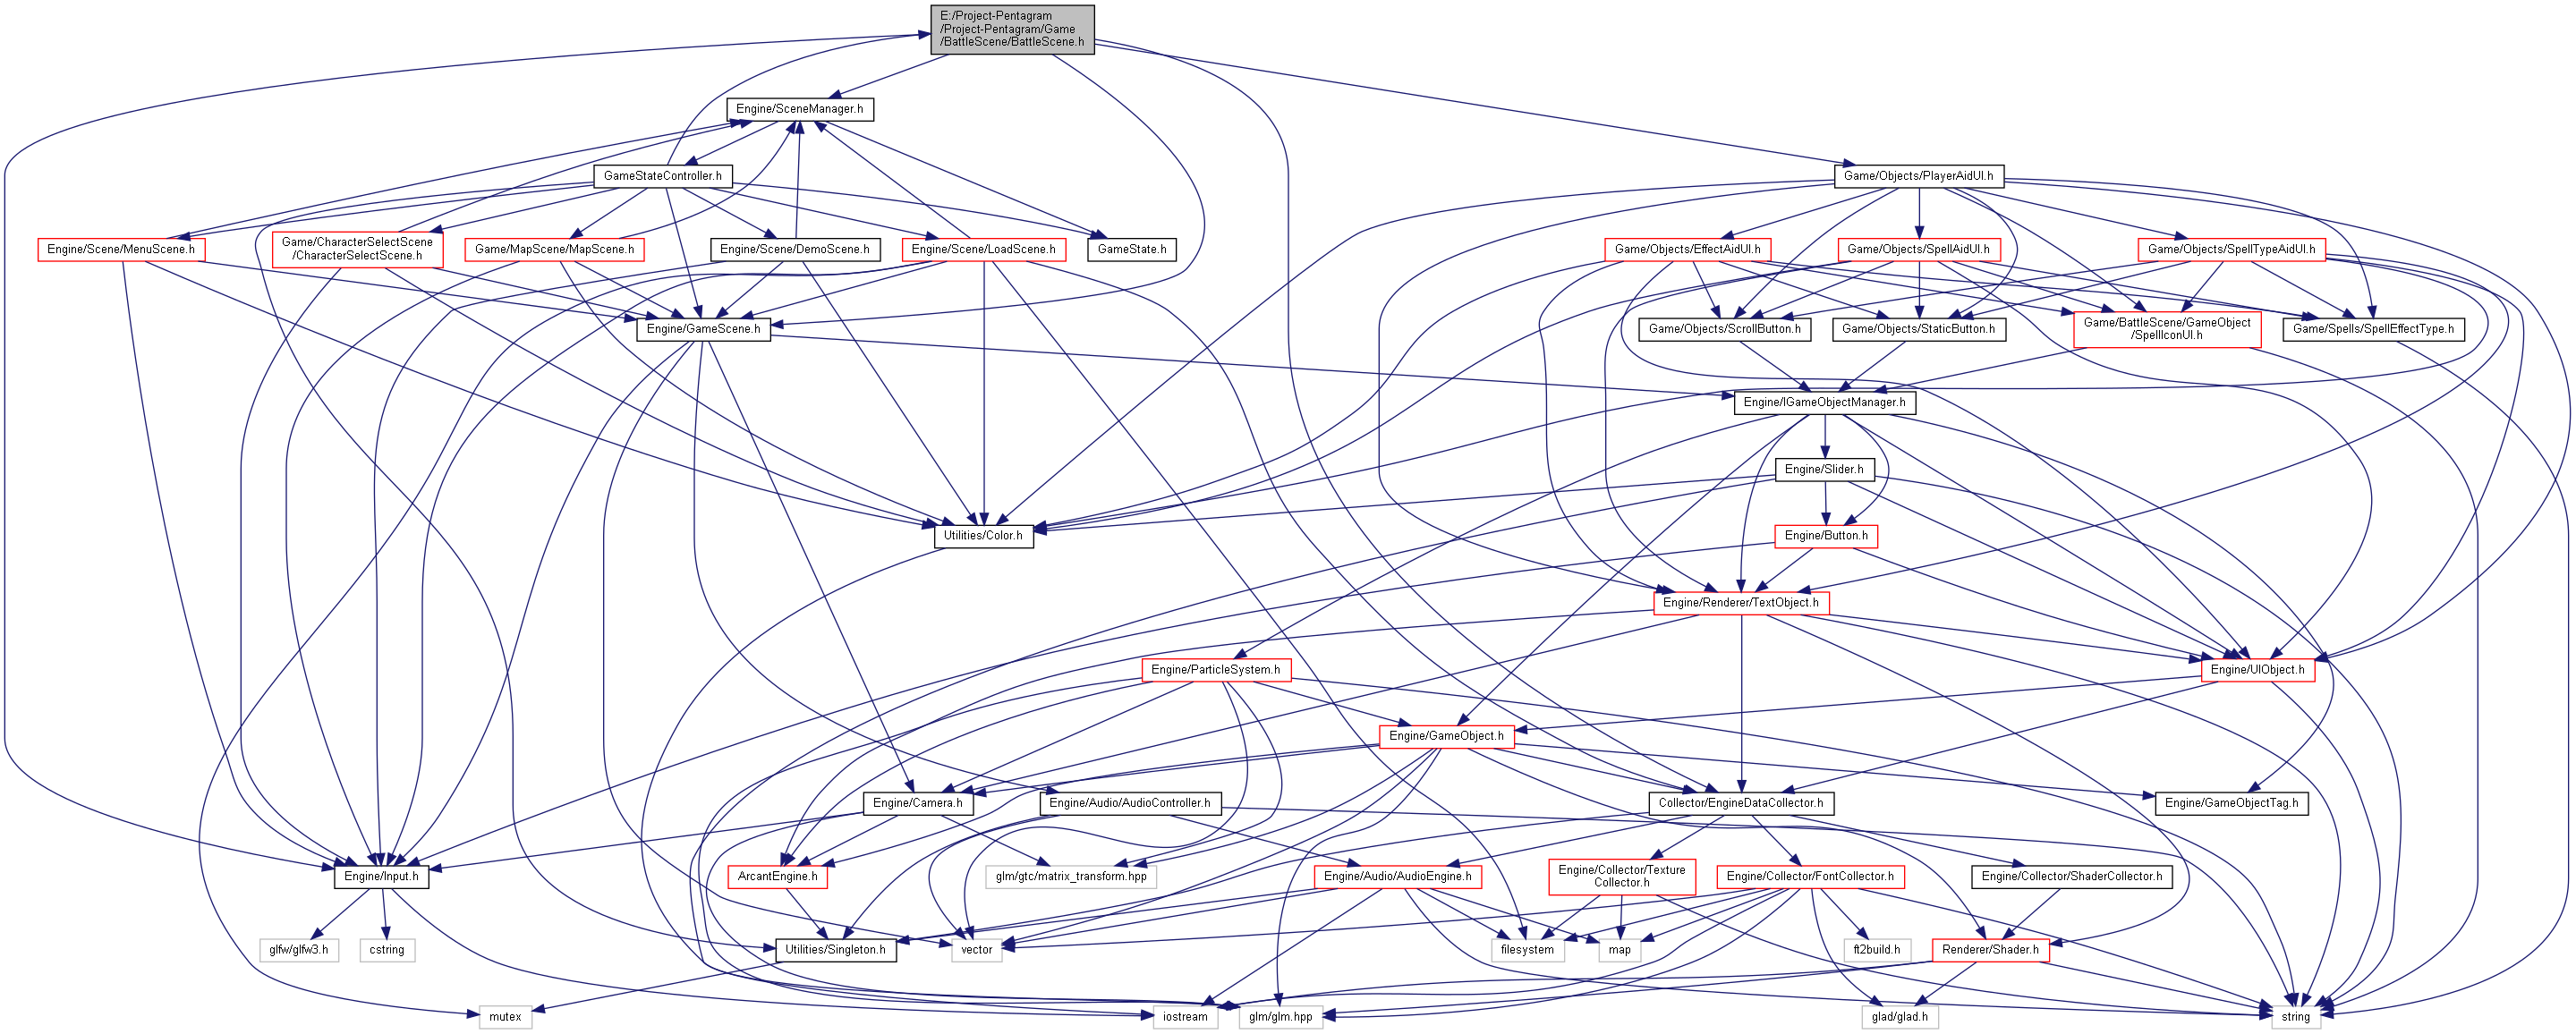 E:/Project-Pentagram
/Project-Pentagram/Game
/BattleScene/BattleScene.h
Engine/SceneManager.h
GameStateController.h
Game/Objects/PlayerAidUI.h
Engine/Scene/MenuScene.h
Game/CharacterSelectScene
/CharacterSelectScene.h
Game/MapScene/MapScene.h
Engine/Scene/DemoScene.h
Engine/Scene/LoadScene.h
GameState.h
Game/Objects/EffectAidUI.h
Game/Objects/SpellAidUI.h
Game/Objects/SpellTypeAidUI.h
Engine/GameScene.h
Game/Objects/ScrollButton.h
Game/Objects/StaticButton.h
Game/BattleScene/GameObject
/SpellIconUI.h
Game/Spells/SpellEffectType.h
Engine/IGameObjectManager.h
Engine/Slider.h
Utilities/Color.h
Engine/Button.h
Engine/Renderer/TextObject.h
Engine/ParticleSystem.h
Engine/UIObject.h
Engine/GameObject.h
Engine/Camera.h
Engine/Audio/AudioController.h
Collector/EngineDataCollector.h
Engine/GameObjectTag.h
Engine/Input.h
ArcantEngine.h
glm/gtc/matrix_transform.hpp
Engine/Audio/AudioEngine.h
Engine/Collector/Texture
Collector.h
Engine/Collector/FontCollector.h
Engine/Collector/ShaderCollector.h
glfw/glfw3.h
cstring
Utilities/Singleton.h
vector
filesystem
map
ft2build.h
Renderer/Shader.h
mutex
iostream
glm/glm.hpp
glad/glad.h
string